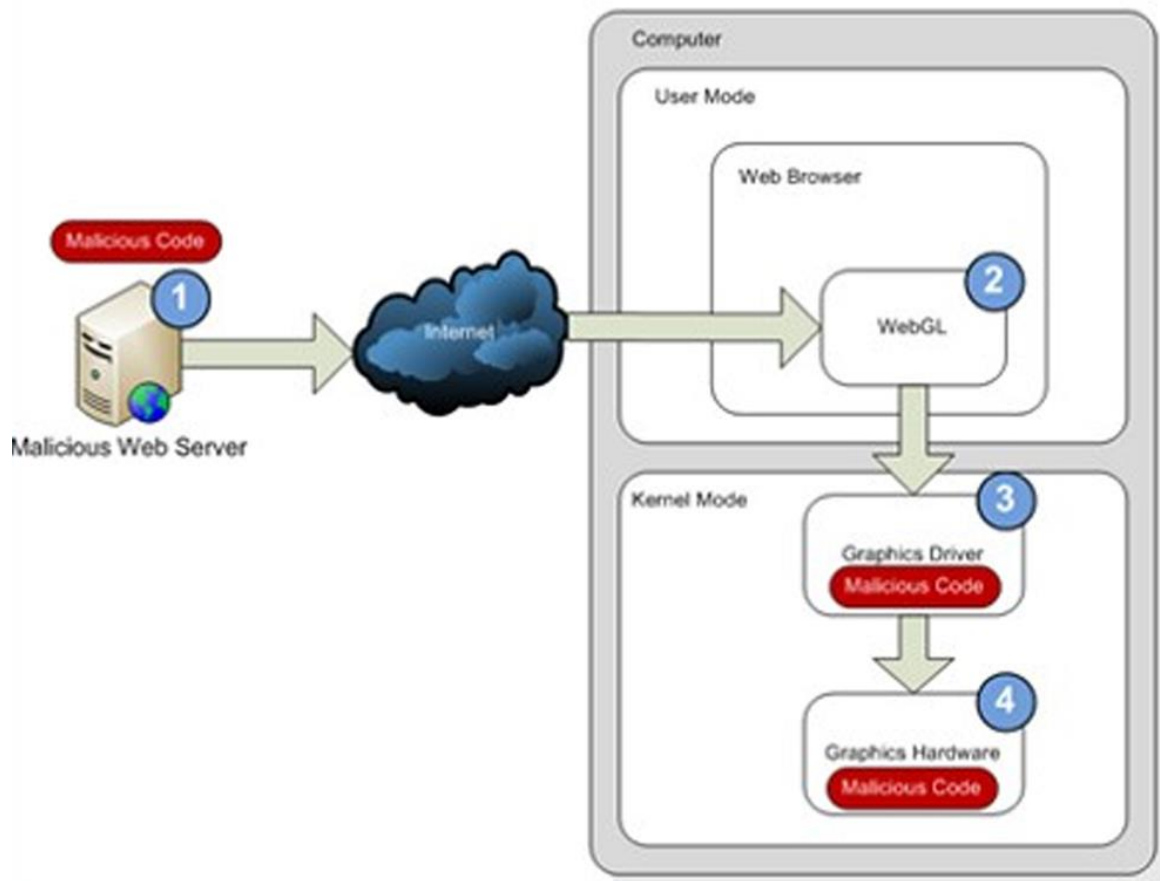 Computer
User Mode
Web Browser
Malicious Code
1
2
Internet
WebGL
Malicious Web Server
Kernel Mode
3
Graphics Driver
Malicious Code
4
Graphics Hardware
Malicious Code